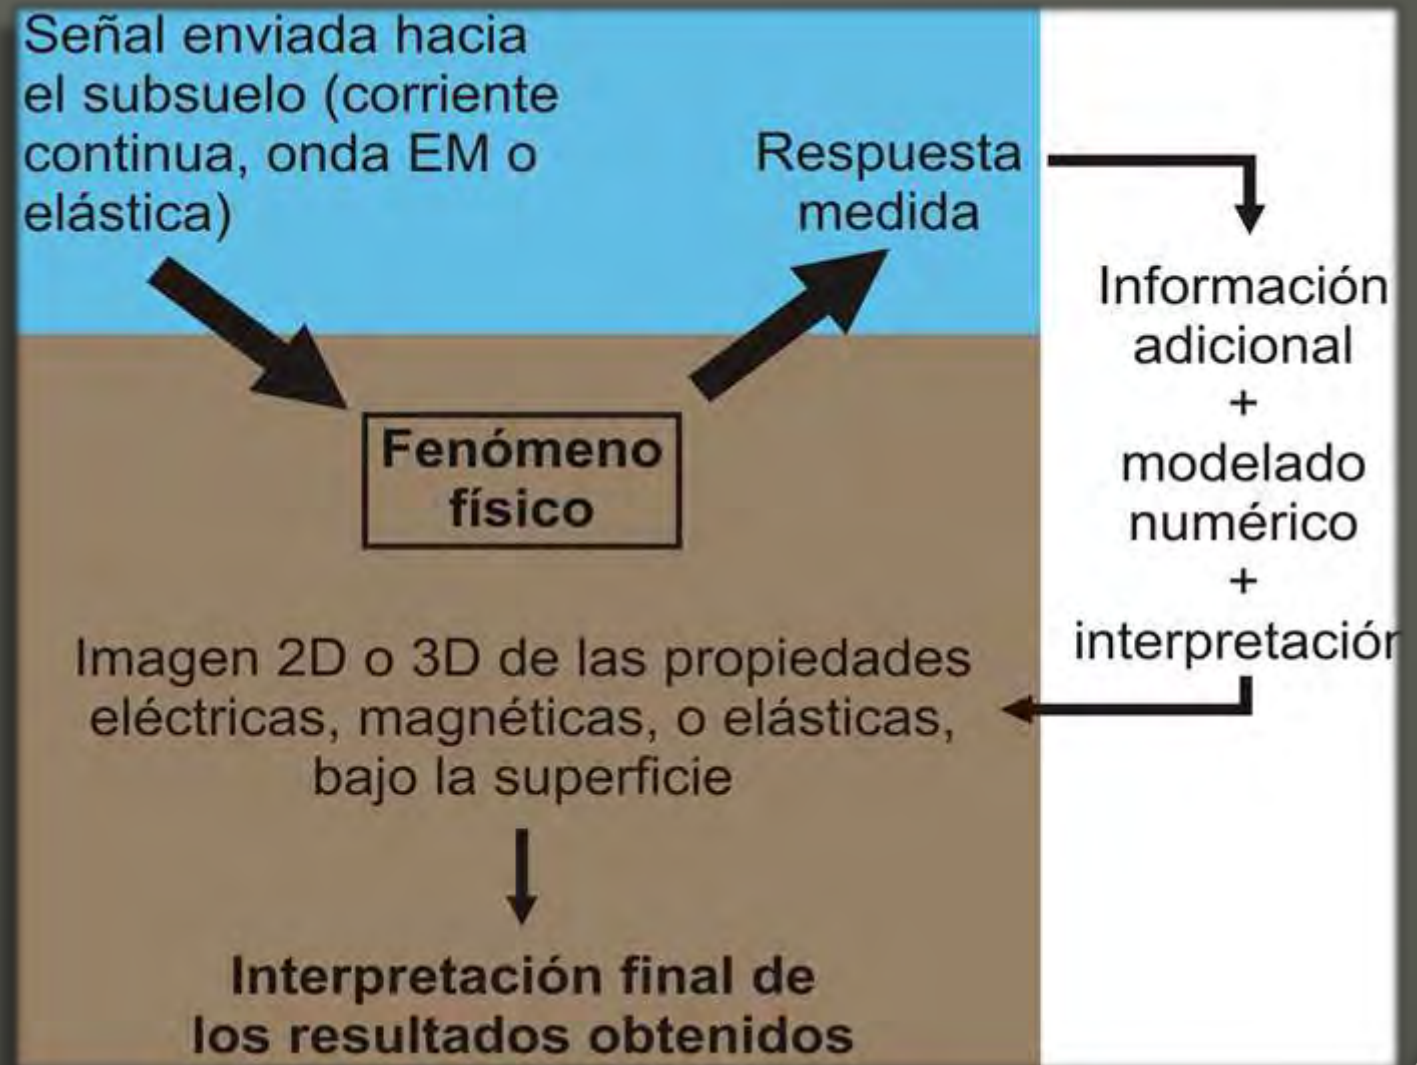 Señal enviada hacia
el subsuelo (corriente
continua, onda EM o
elástica)
Respuesta
medida
Información
adicional
+
modelado
numérico
+
interpretación
Fenómeno
físico
Imagen 2D o 3D de las propiedades
eléctricas, magnéticas, o elásticas,
bajo la superficie
Interpretación final de
los resultados obtenidos